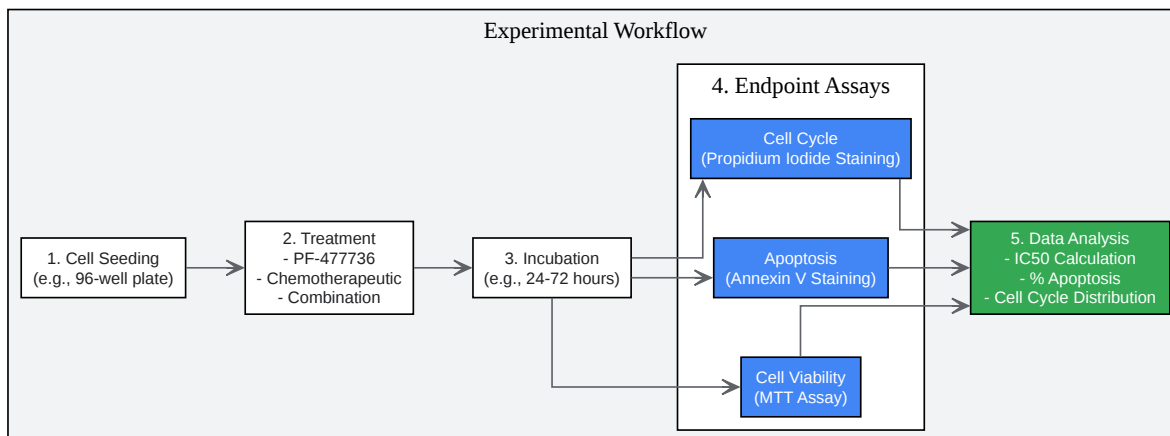 Experimental Workflow
1. Cell Seeding
(e.g., 96-well plate)
2. Treatment
- PF-477736
- Chemotherapeutic
- Combination
3. Incubation
(e.g., 24-72 hours)
4. Endpoint Assays
Cell Cycle
(Propidium Iodide Staining)
Apoptosis
(Annexin V Staining)
Cell Viability
(MTT Assay)
5. Data Analysis
- IC50 Calculation
- % Apoptosis
- Cell Cycle Distribution